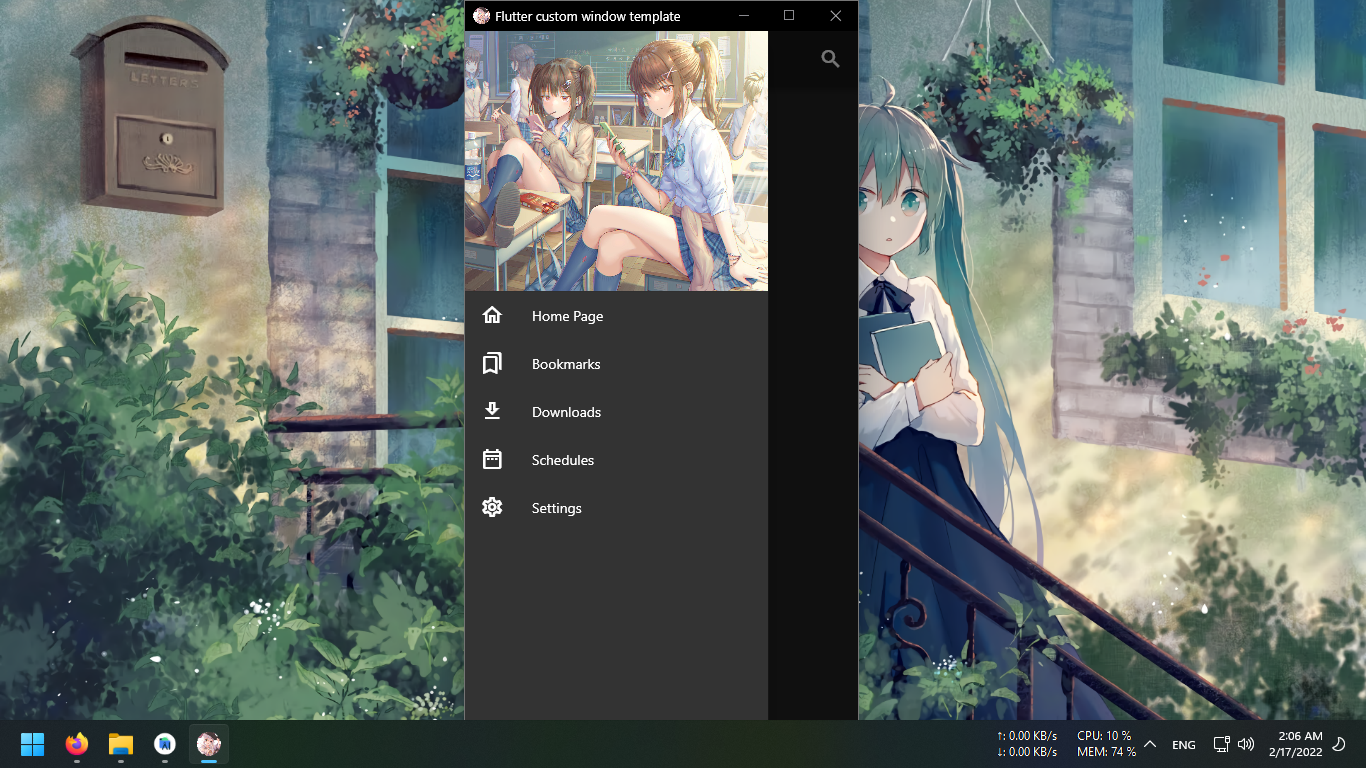 Flutter custom window template
LETTERS
Home Page
Bookmarks
Downloads
Schedules
Settings
↑: 0.00 KB/s CPU: 10 %
↓: 0.00 KB/s MEM: 74 %
ENG
2:06 AM
2/17/2022